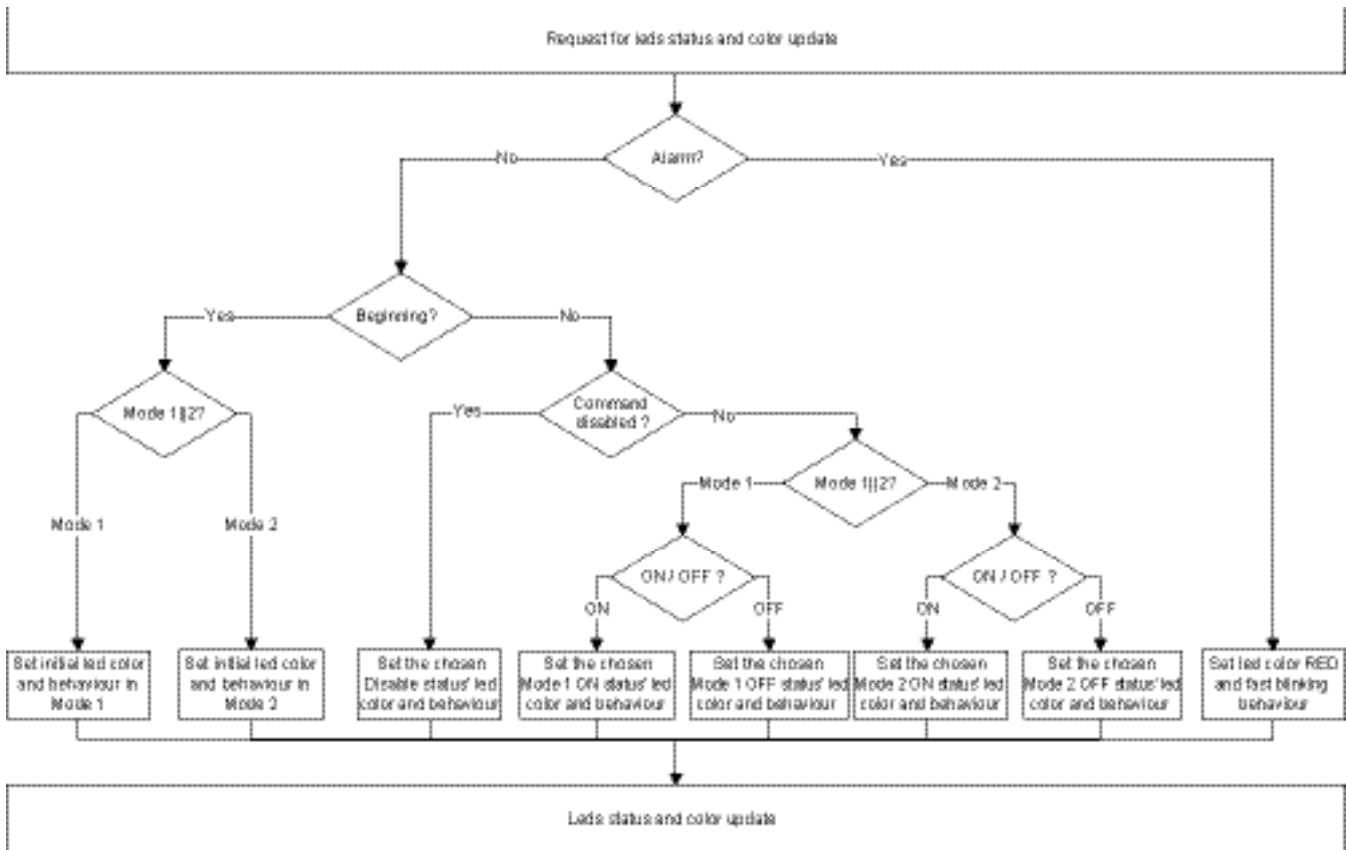 Request for leds status and color update
Alarm?
No
Yes
Beginning?
Yes
No
Mode 1||2?
Command
disabled ?
Yes
No
Mode 1||2?
Mode 1
Mode 2
Mode 1
Mode 2
ON / OFF ?
ON / OFF ?
ON
OFF
ON
OFF
Set initial led color
and behaviour in
Mode 1
Set initial led color
and behaviour in
Mode 2
Set the chosen
Disable status' led
color and behaviour
Set the chosen
Mode 1 ON status' led
color and behaviour
Set the chosen
Mode 1 OFF status' led
color and behaviour
Set the chosen
Mode 2 ON status' led
color and behaviour
Set the chosen
Mode 2 OFF status' led
color and behaviour
Set led color RED
and fast blinking
behaviour
Leds status and color update